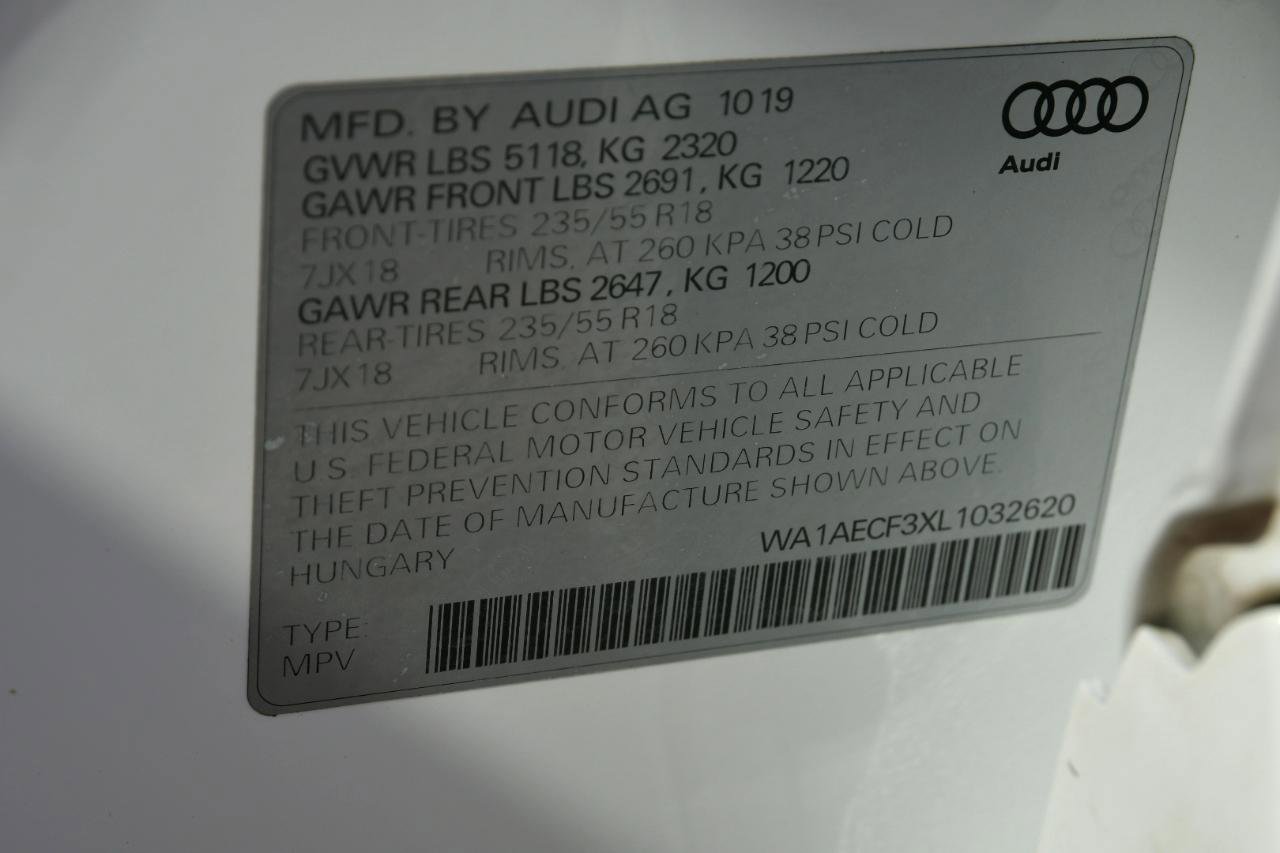 MFD. BY AUDI AG 10 19
GVWR LBS 5118, KG 2320
GAWR FRONT LBS 2691, KG 1220
FRONT-TIRES 235/55 R18
7JX18 RIMS, AT 260 KPA 38 PSI COLD
GAWR REAR LBS 2647, KG 1200
REAR-TIRES 235/55 R18
7JX18 RIMS, AT 260 KPA 38 PSI COLD
Audi
THIS VEHICLE CONFORMS TO ALL APPLICABLE
U.S. FEDERAL MOTOR VEHICLE SAFETY AND
THEFT PREVENTION STANDARDS IN EFFECT ON
THE DATE OF MANUFACTURE SHOWN ABOVE.
HUNGARY
WA1AECF3XL1032620
TYPE:
MPV